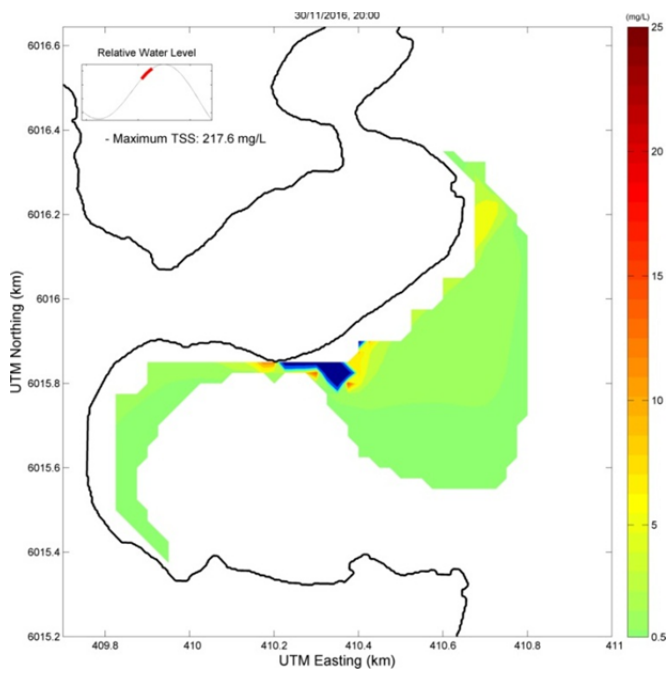 30/11/2016, 20:00
(mg/L)
Relative Water Level
- Maximum TSS: 217.6 mg/L
6016.6
6016.4
6016.2
6016
6015.8
6015.6
6015.4
6015.2
UTM Northing (km)
409.8 410 410.2 410.4 410.6 410.8 411
UTM Easting (km)
25
20
15
10
5
0.5